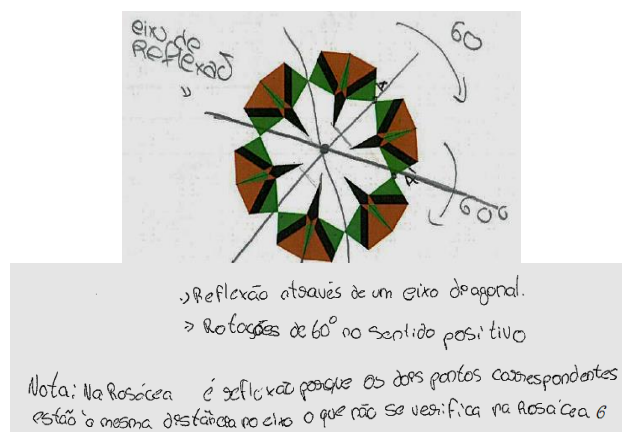 eixo de
Reflexão
60
A
A
60º
Reflexão através de um eixo diagonal.
Rotações de 60º no sentido positivo
Nota: Na Rosácea é reflexão porque os dois pontos correspondentes
estão à mesma distância no eixo o que não se verifica na Rosácea 6